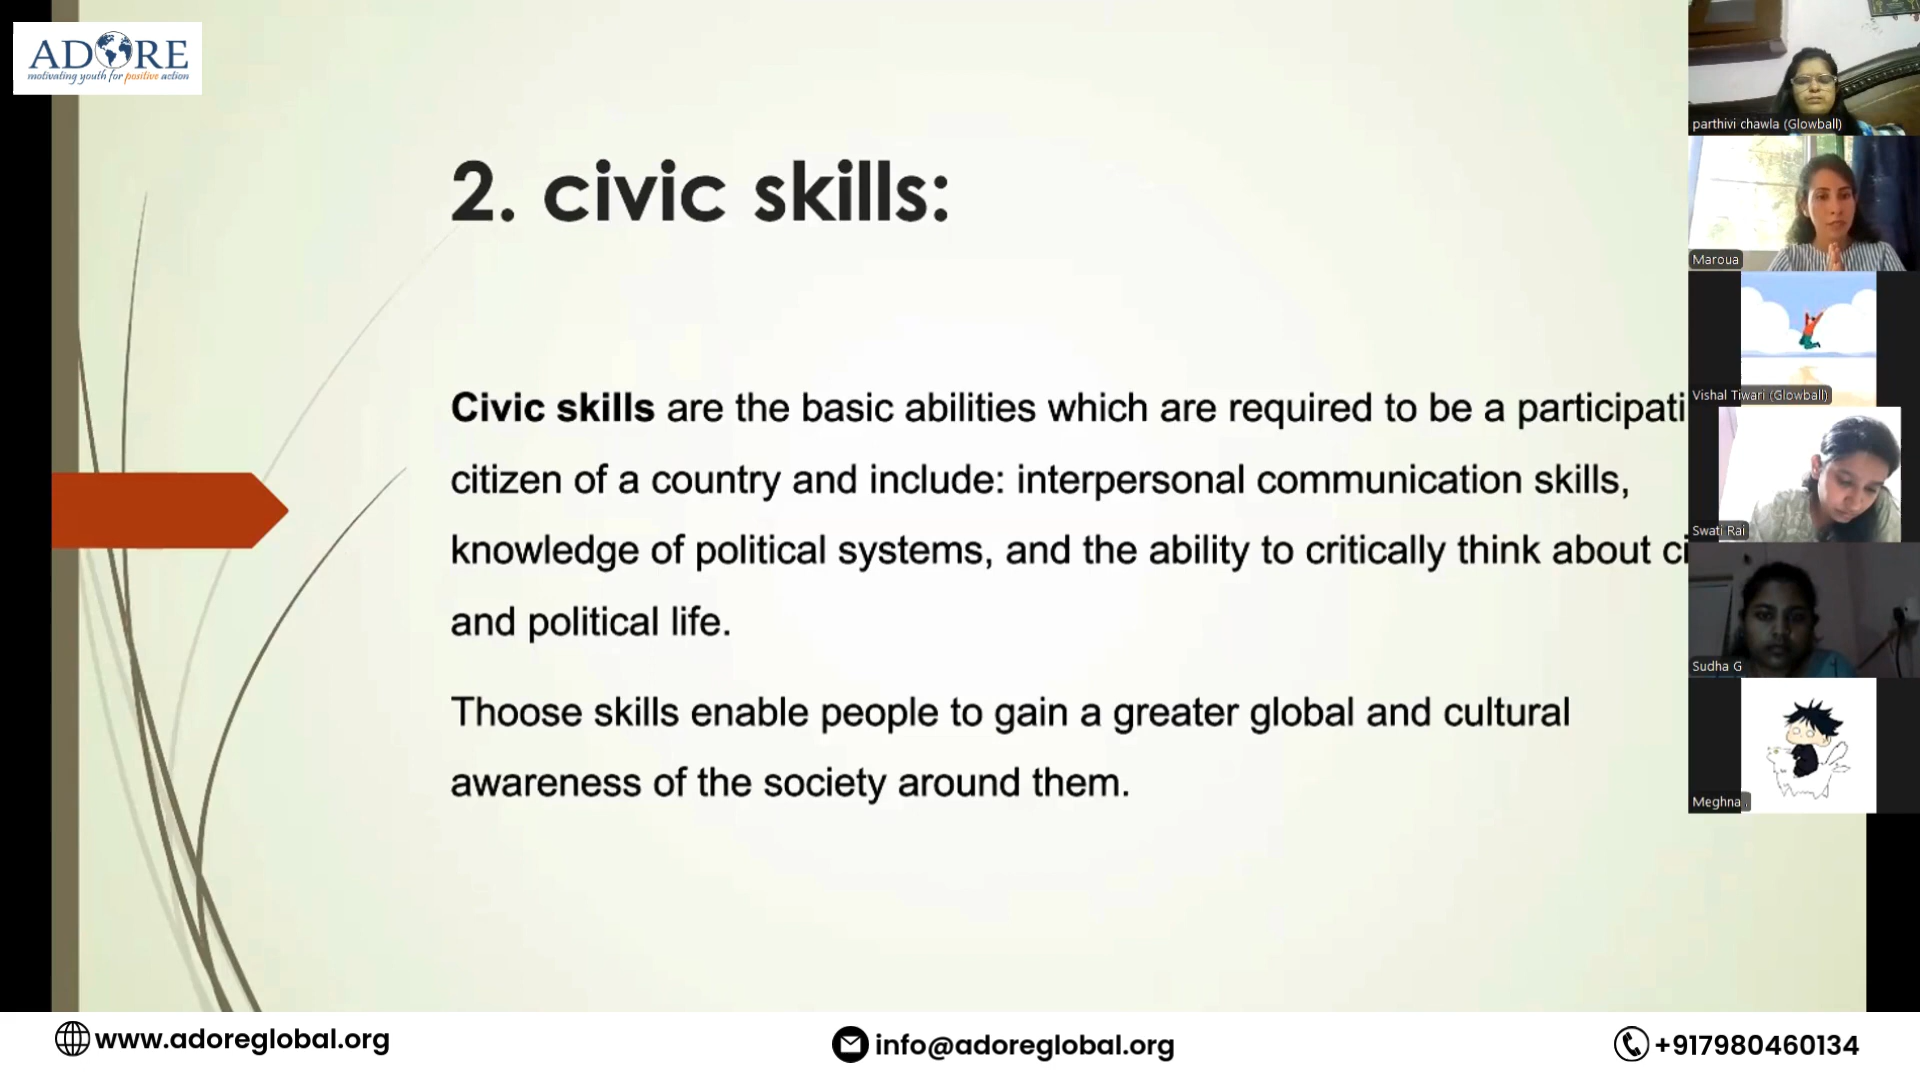 ADORE
motivating youth for positive action
2. civic skills:
Civic skills are the basic abilities which are required to be a participati
citizen of a country and include: interpersonal communication skills,
knowledge of political systems, and the ability to critically think about ci
and political life.
Thoose skills enable people to gain a greater global and cultural
awareness of the society around them.
parthivi chawla (Glowball)
Maroua
Vishal Tiwari (Glowball)
Swati Rai
Sudha G
Meghna .
www.adoreglobal.org
info@adoreglobal.org
+917980460134